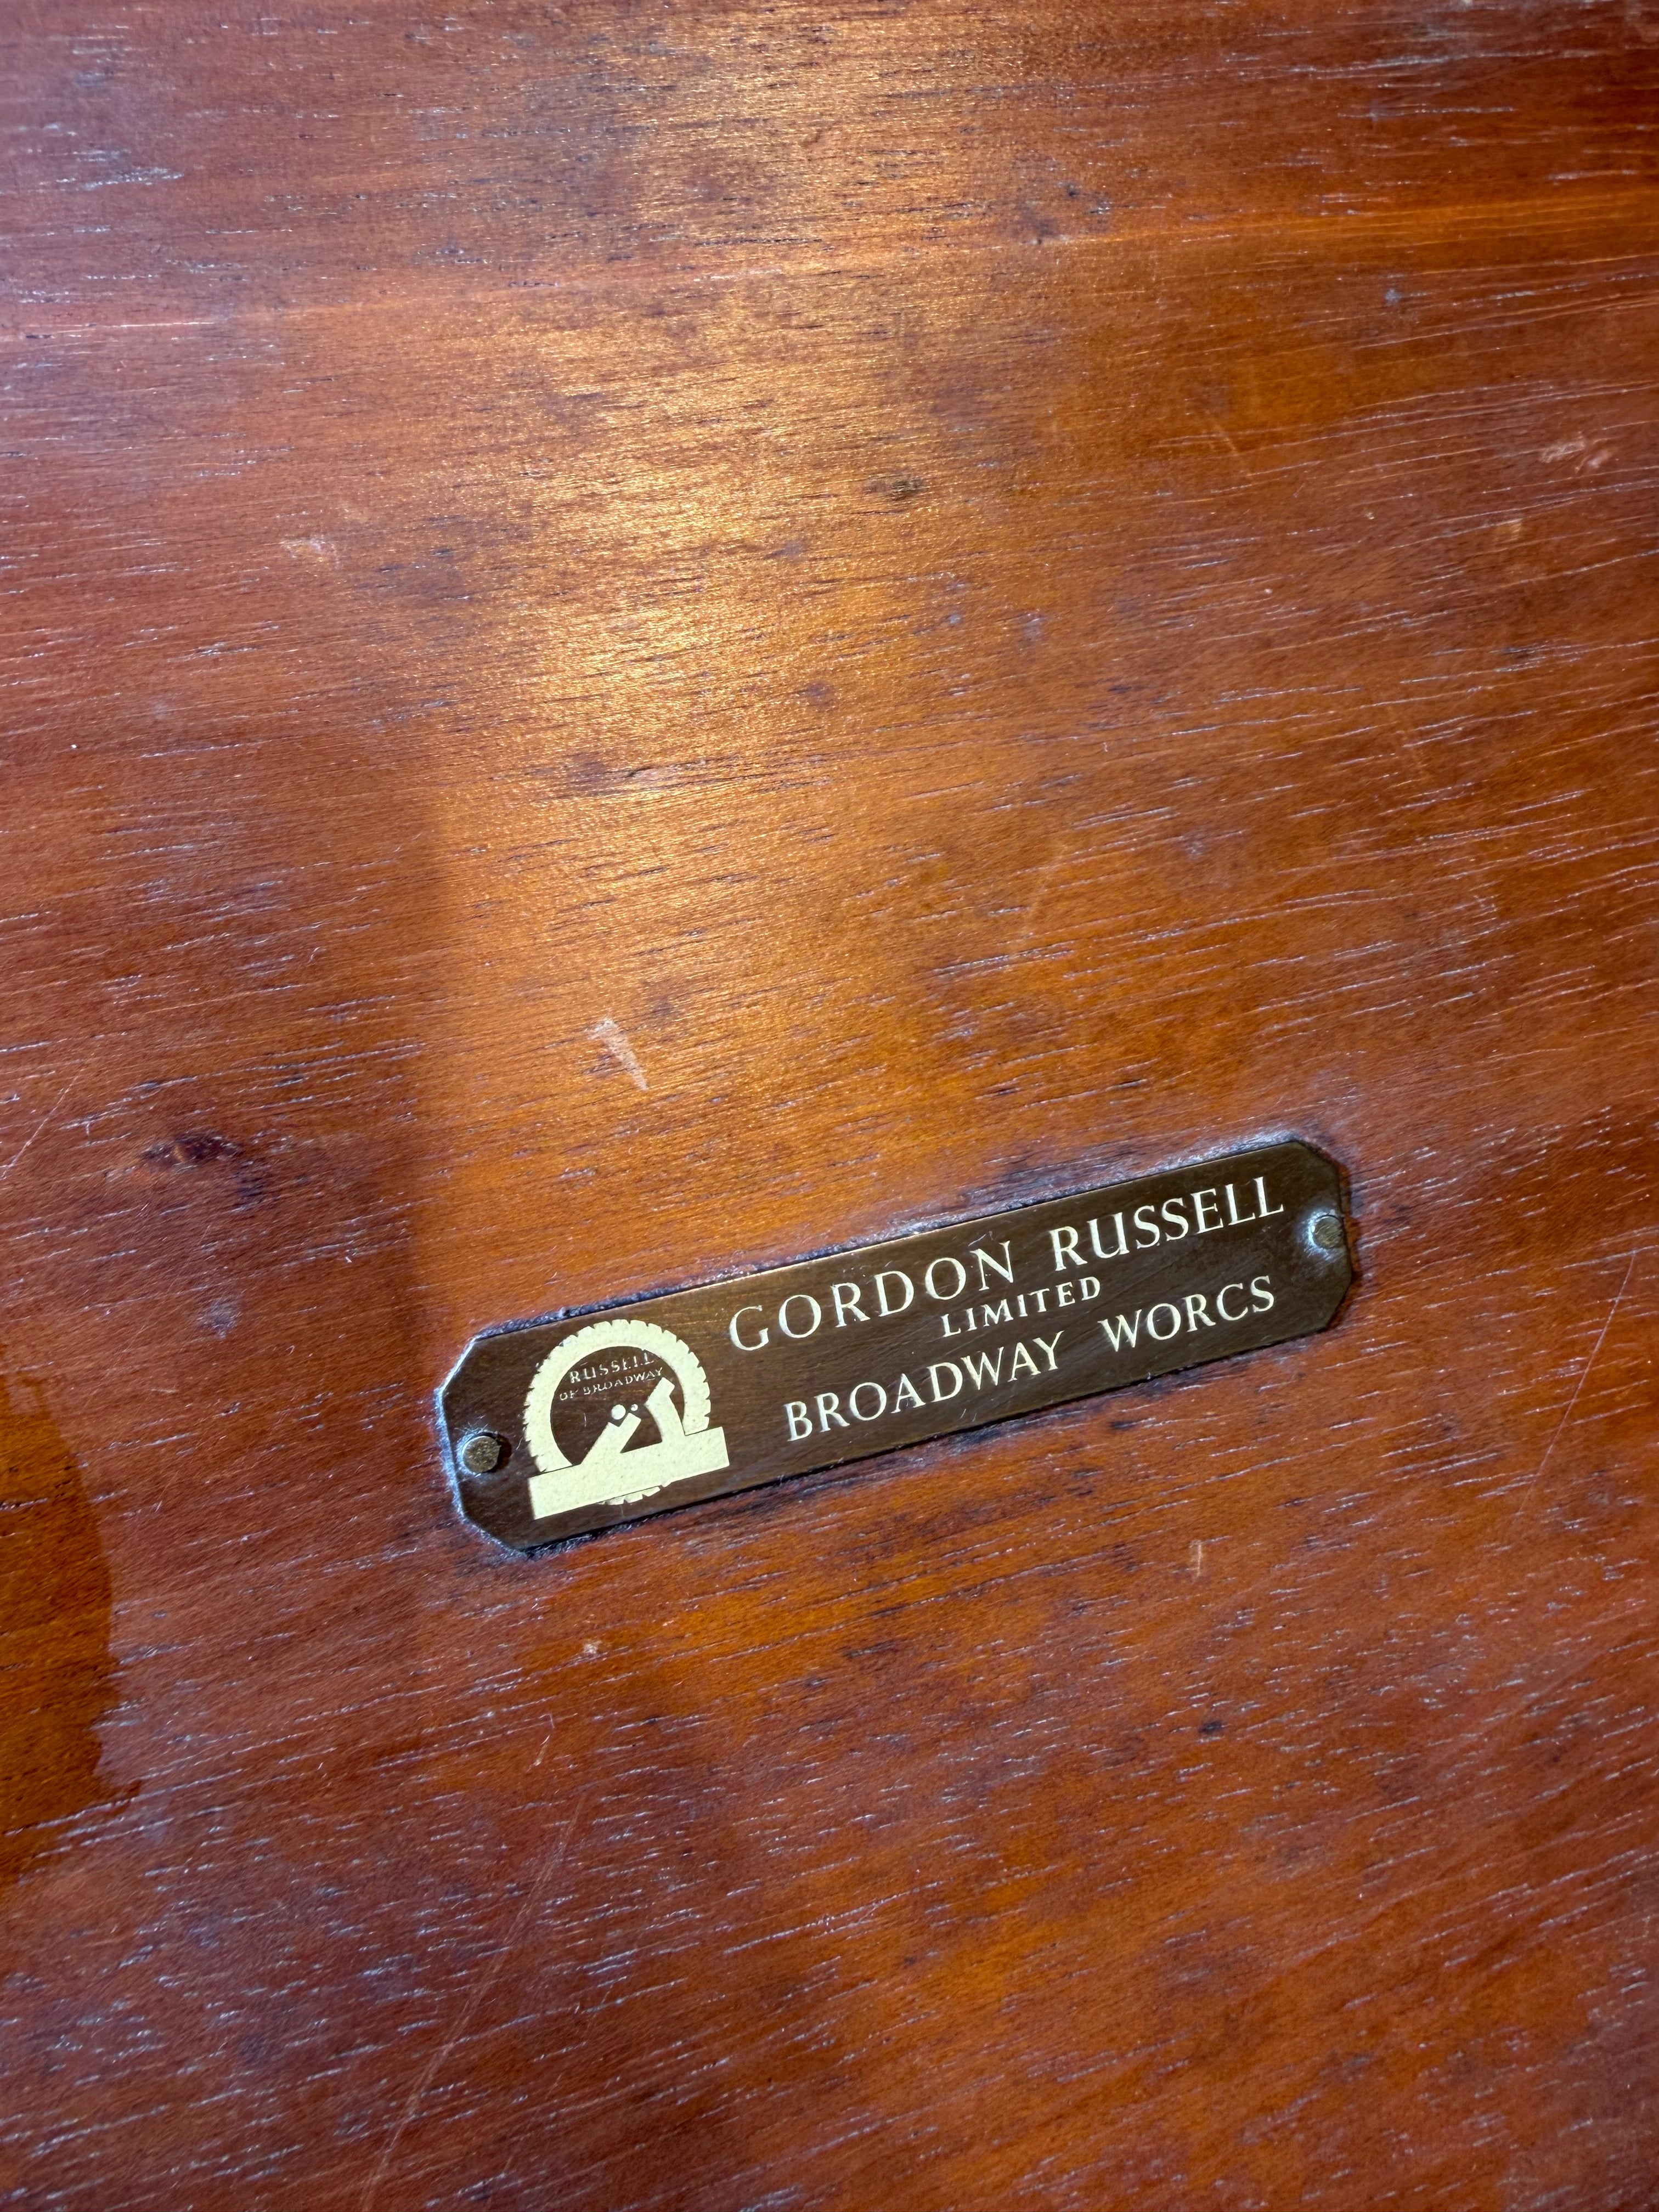 RUSSELL
OF BROADWAY
GORDON RUSSELL
LIMITED
BROADWAY WORCS